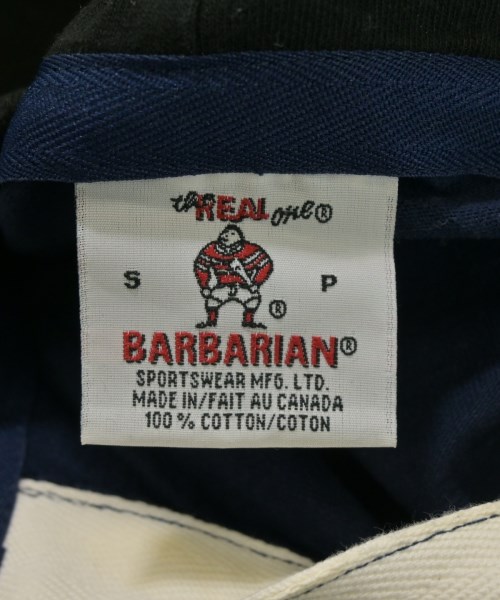 the REAL one®
S P
®
BARBARIAN®
SPORTSWEAR MFG. LTD.
MADE IN/FAIT AU CANADA
100 % COTTON/COTON